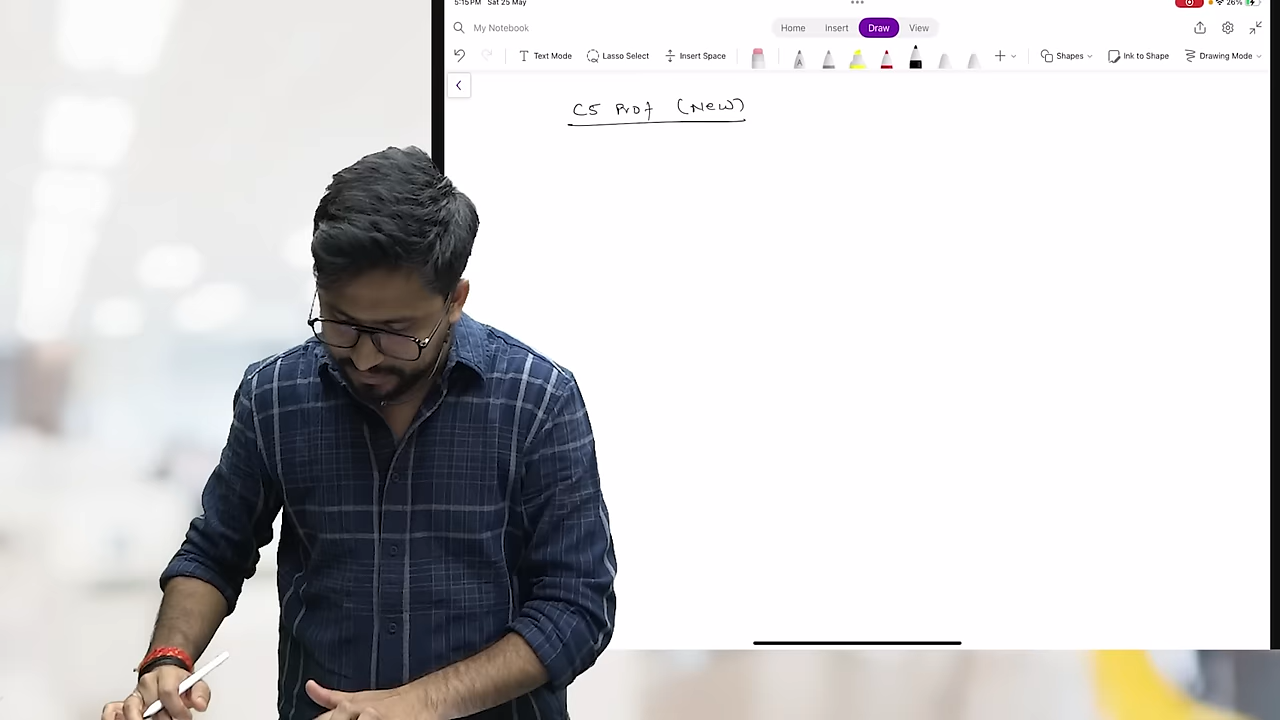 5:15 PM Sat 25 May
26%
My Notebook
Home Insert Draw View
Text Mode Lasso Select Insert Space Shapes Ink to Shape Drawing Mode
CS Prof (New)